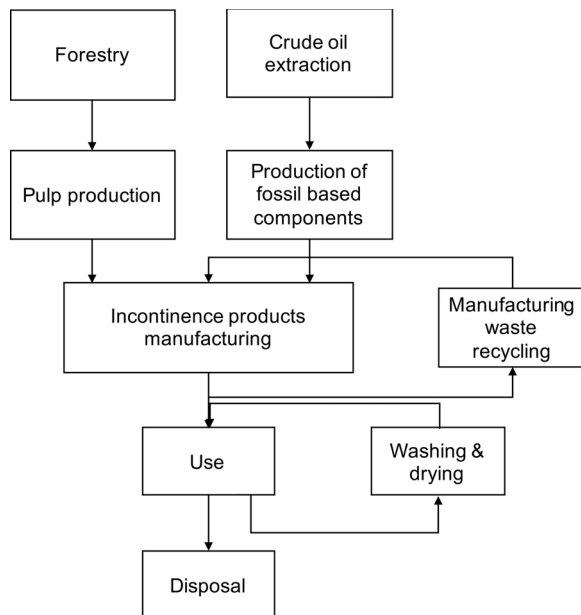 Forestry
Crude oil
extraction
Pulp production
Production of
fossil based
components
Incontinence products
manufacturing
Manufacturing
waste
recycling
Use
Washing &
drying
Disposal